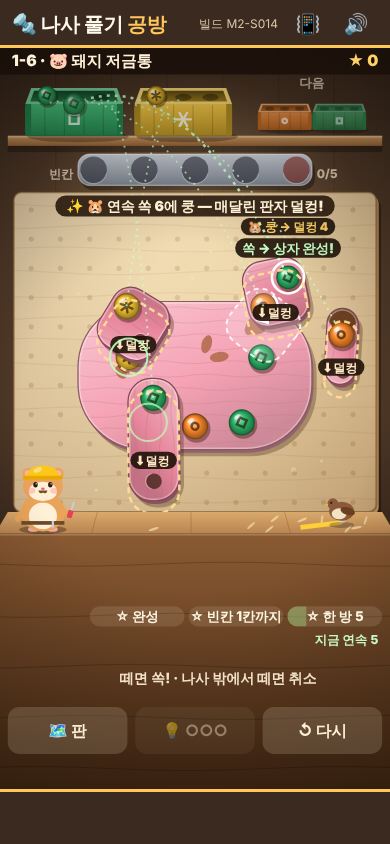 나사 풀기 공방
빌드 M2-S014
1-6 · 🐷 돼지 저금통
★ 0
다음
빈칸
0/5
✨ 🐹 연속 쏙 6에 쿵 — 매달린 판자 덜컹!
🐹 쿵 → 덜컹 4
쏙 → 상자 완성!
⬇덜컹
⬇덜컹
⬇덜컹
⬇덜컹
☆ 완성
☆ 빈칸 1칸까지
☆ 한 방 5
지금 연속 5
떼면 쏙! · 나사 밖에서 떼면 취소
🗺️ 판
💡 ○○○
↺ 다시